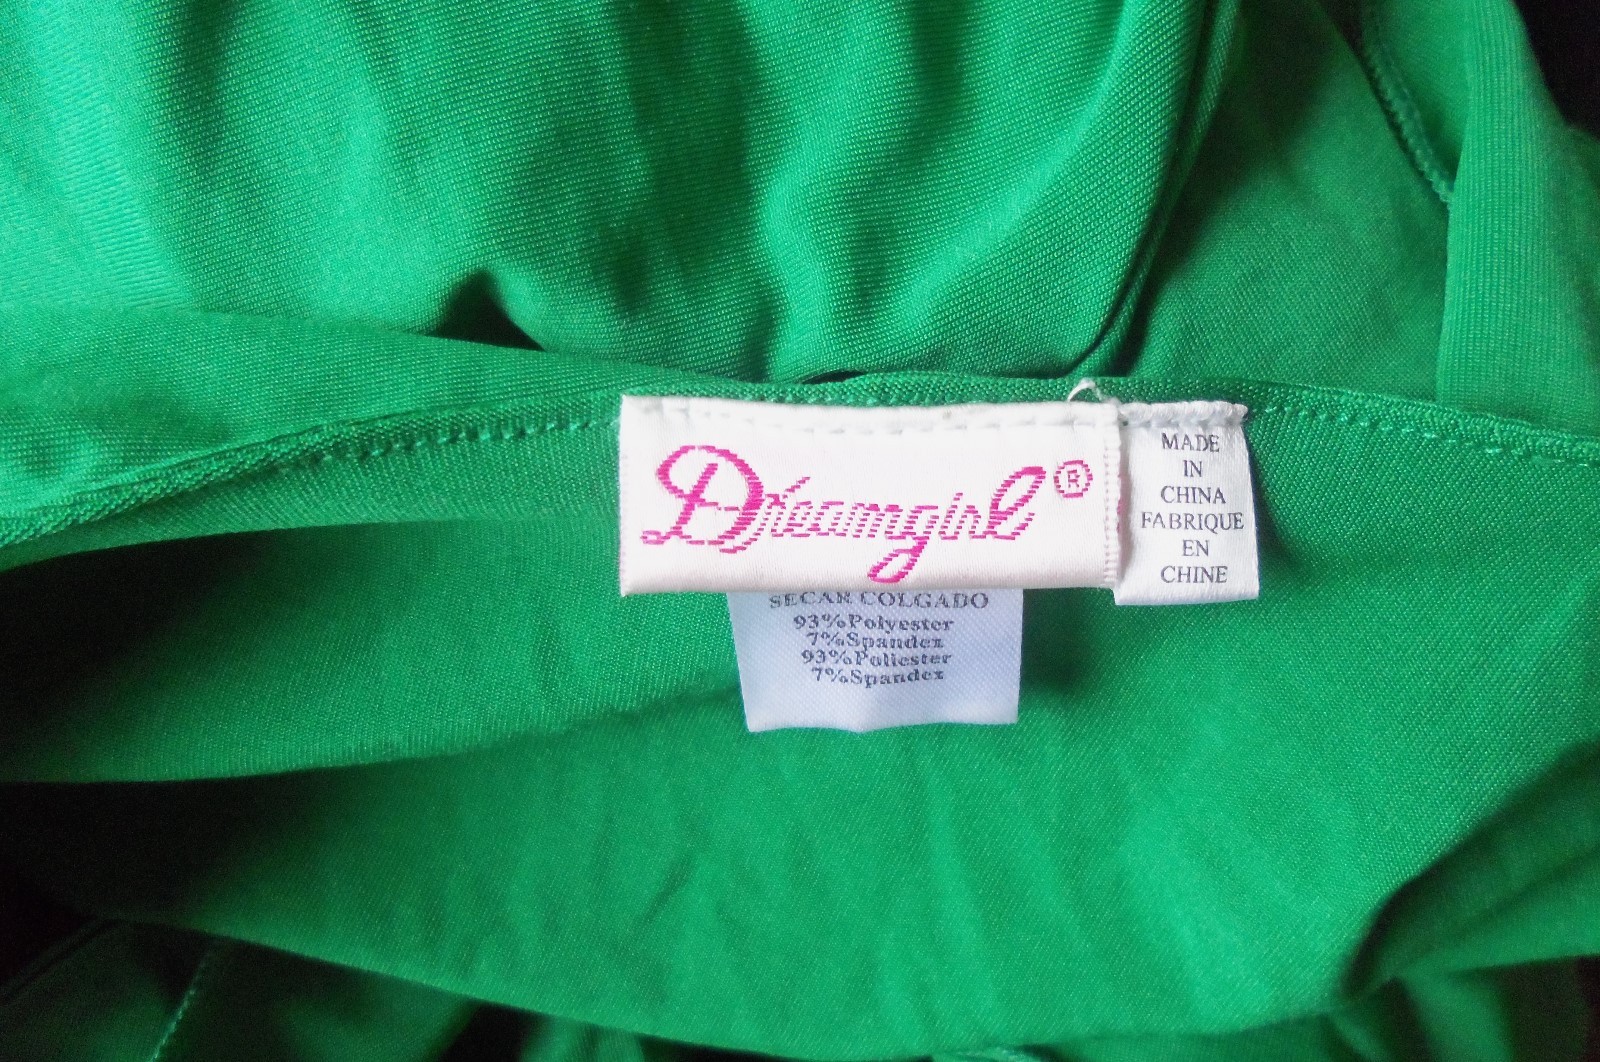 Dreamgirl®
MADE
IN
CHINA
FABRIQUE
EN
CHINE
SECAR COLGADO
93%Polyester
7%Spandex
93%Poliester
7%Spandex